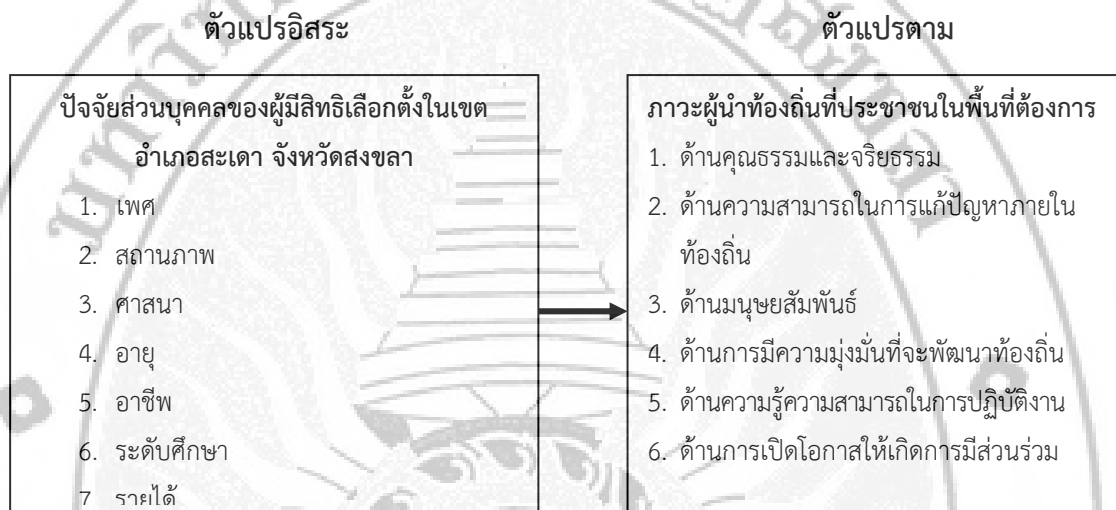 ตัวแปรอิสระ
ปัจจัยส่วนบุคคลของผู้มีสิทธิเลือกตั้งในเขต
อำเภอสะเดา จังหวัดสงขลา
1. เพศ
2. สถานภาพ
3. ศาสนา
4. อายุ
5. อาชีพ
6. ระดับศึกษา
7 รายได้
ตัวแปรตาม
ภาวะผู้นำท้องถิ่นที่ประชาชนในพื้นที่ต้องการ
1. ด้านคุณธรรมและจริยธรรม
2. ด้านความสามารถในการแก้ปัญหาภายใน
ท้องถิ่น
3. ด้านมนุษยสัมพันธ์
4. ด้านการมีความมุ่งมั่นที่จะพัฒนาท้องถิ่น
5. ด้านความรู้ความสามารถในการปฏิบัติงาน
6. ด้านการเปิดโอกาสให้เกิดการมีส่วนร่วม